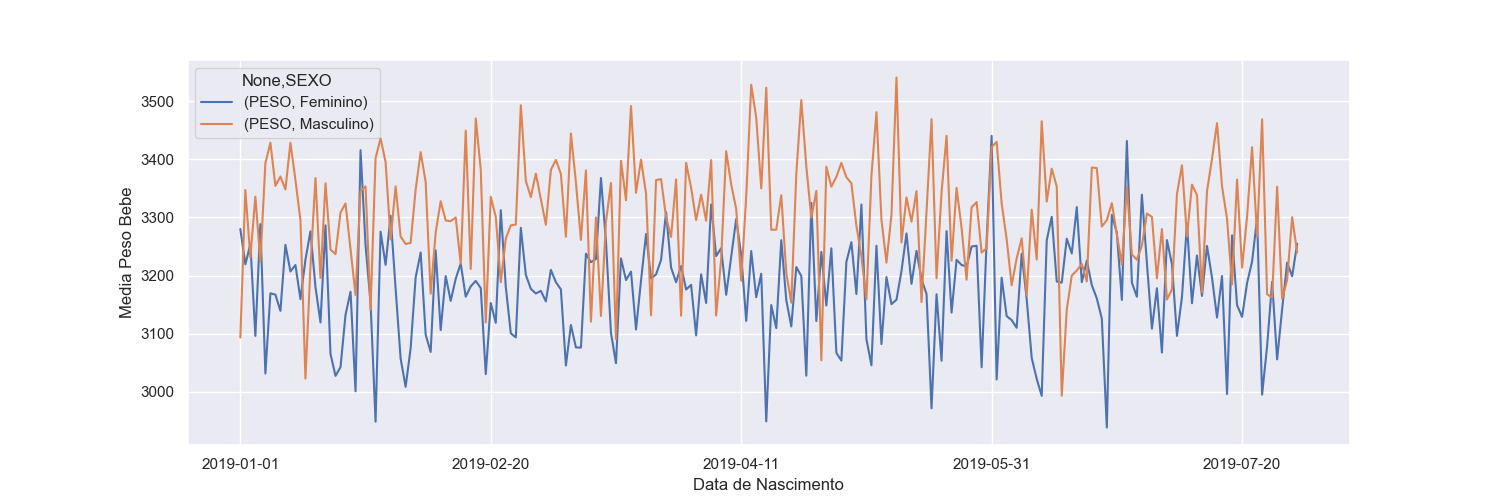 None,SEXO
(PESO, Feminino)
(PESO, Masculino)
3500
3400
3300
3200
3100
3000
Media Peso Bebe
2019-01-01
2019-02-20
2019-04-11
2019-05-31
2019-07-20
Data de Nascimento